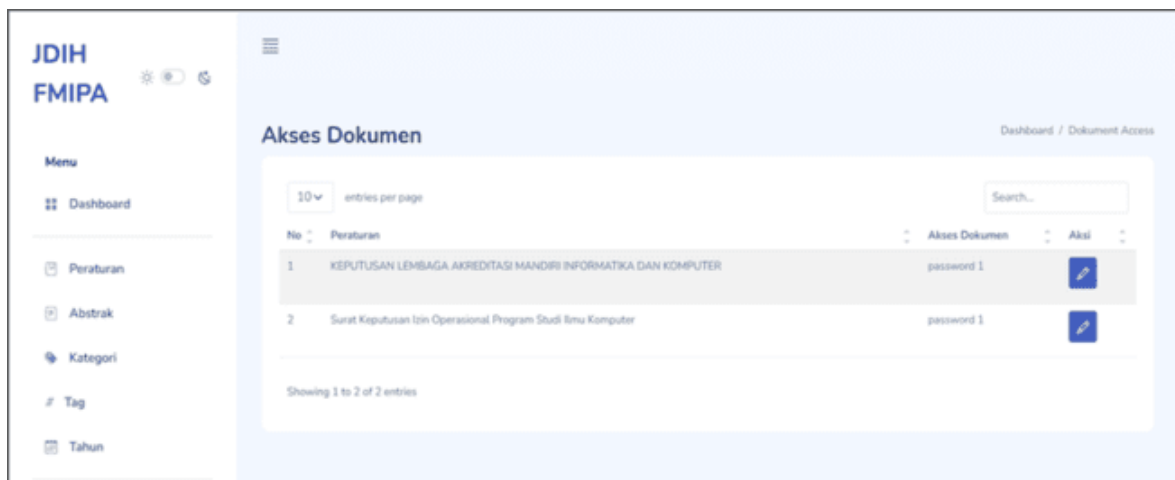 JDIH
FMIPA
Menu
Dashboard
Peraturan
Abstrak
Kategori
Tag
Tahun
Akses Dokumen
Dashboard / Dokument Access
10 entries per page
Search...
No Peraturan Akses Dokumen Aksi
1 KEPUTUSAN LEMBAGA AKREDITASI MANDIRI INFORMATIKA DAN KOMPUTER password 1
2 Surat Keputusan Izin Operasional Program Studi Ilmu Komputer password 1
Showing 1 to 2 of 2 entries